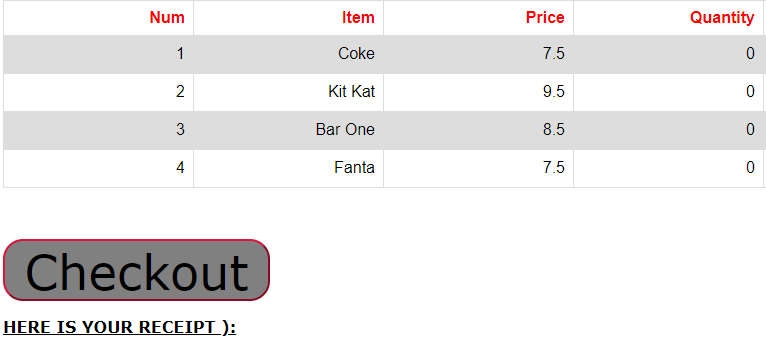 Num Item Price Quantity
1 Coke 7.5 0
2 Kit Kat 9.5 0
3 Bar One 8.5 0
4 Fanta 7.5 0
Checkout
HERE IS YOUR RECEIPT ):